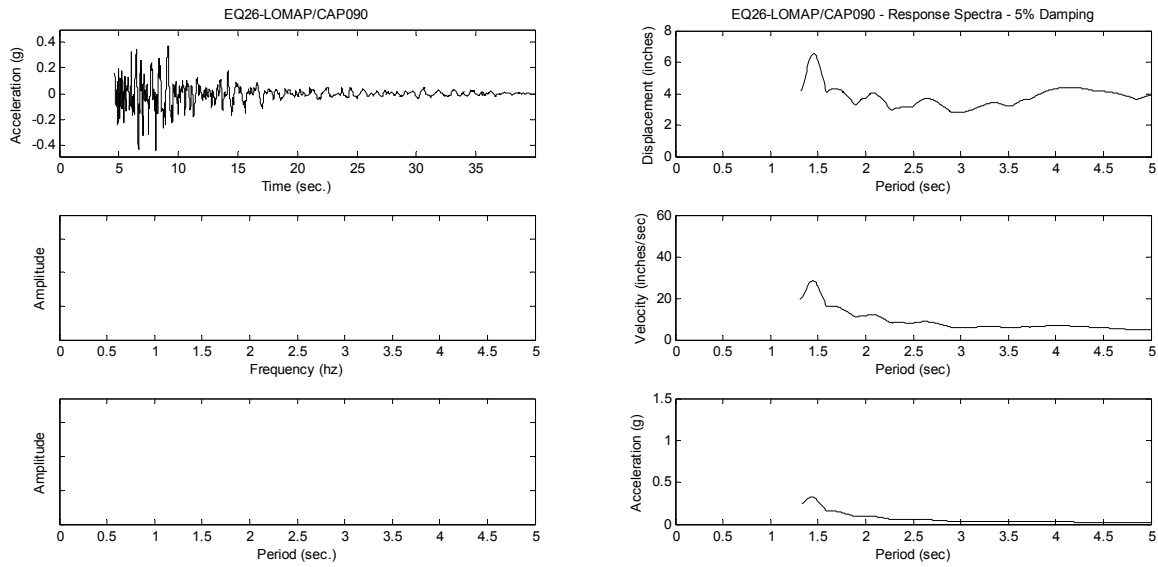 EQ26-LOMAP/CAP090
Acceleration (g)
0.4
0.2
0
-0.2
-0.4
5 10 15 20 25 30 35
Time (sec.)
Amplitude
0 0.5 1 1.5 2 2.5 3 3.5 4 4.5 5
Frequency (hz)
Amplitude
0 0.5 1 1.5 2 2.5 3 3.5 4 4.5 5
Period (sec.)
EQ26-LOMAP/CAP090 - Response Spectra - 5% Damping
Displacement (inches)
8
6
4
2
0
0 0.5 1 1.5 2 2.5 3 3.5 4 4.5 5
Period (sec)
Velocity (inches/sec)
60
40
20
0
0 0.5 1 1.5 2 2.5 3 3.5 4 4.5 5
Period (sec)
Acceleration (g)
1.5
1
0.5
0
0 0.5 1 1.5 2 2.5 3 3.5 4 4.5 5
Period (sec)